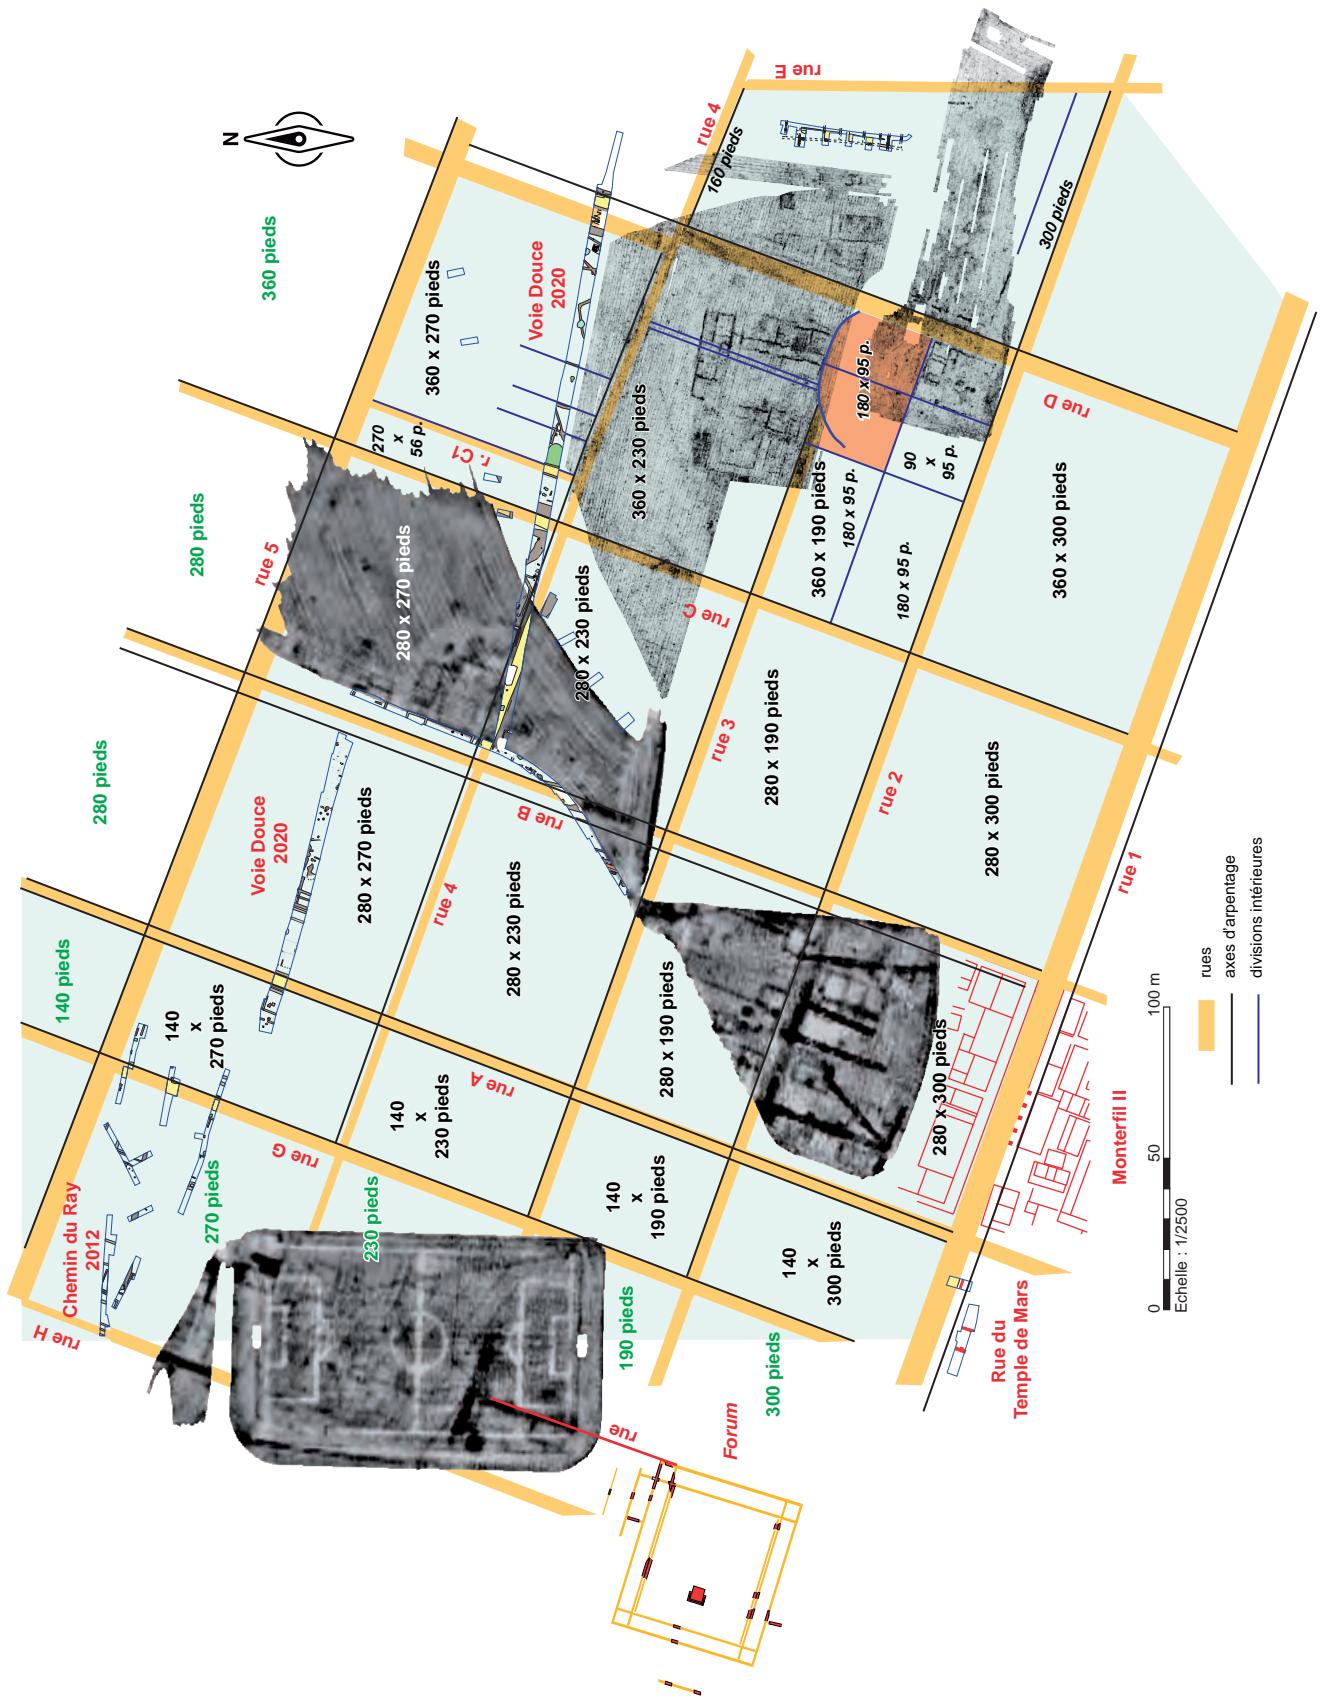 N
360 pieds
280 pieds
280 pieds
140 pieds
270 pieds
230 pieds
190 pieds
300 pieds
rue E
rue 4
160 pieds
300 pieds
Voie Douce
2020
360 x 270 pieds
270
x
56 p.
r. C1
rue 5
280 x 270 pieds
360 x 230 pieds
180 x 95 p.
360 x 190 pieds
180 x 95 p.
90
x
95 p.
180 x 95 p.
rue D
360 x 300 pieds
rue C
280 x 230 pieds
rue 3
280 x 190 pieds
rue 2
280 x 300 pieds
rue 1
rue B
Voie Douce
2020
280 x 270 pieds
rue 4
280 x 230 pieds
280 x 190 pieds
280 x 300 pieds
140
x
270 pieds
rue A
140
x
230 pieds
140
x
190 pieds
140
x
300 pieds
rue G
Chemin du Ray
2012
rue H
rue
Forum
Rue du
Temple de Mars
Monterfil II
0
50
100 m
Echelle : 1/2500
rues
axes d'arpentage
divisions intérieures